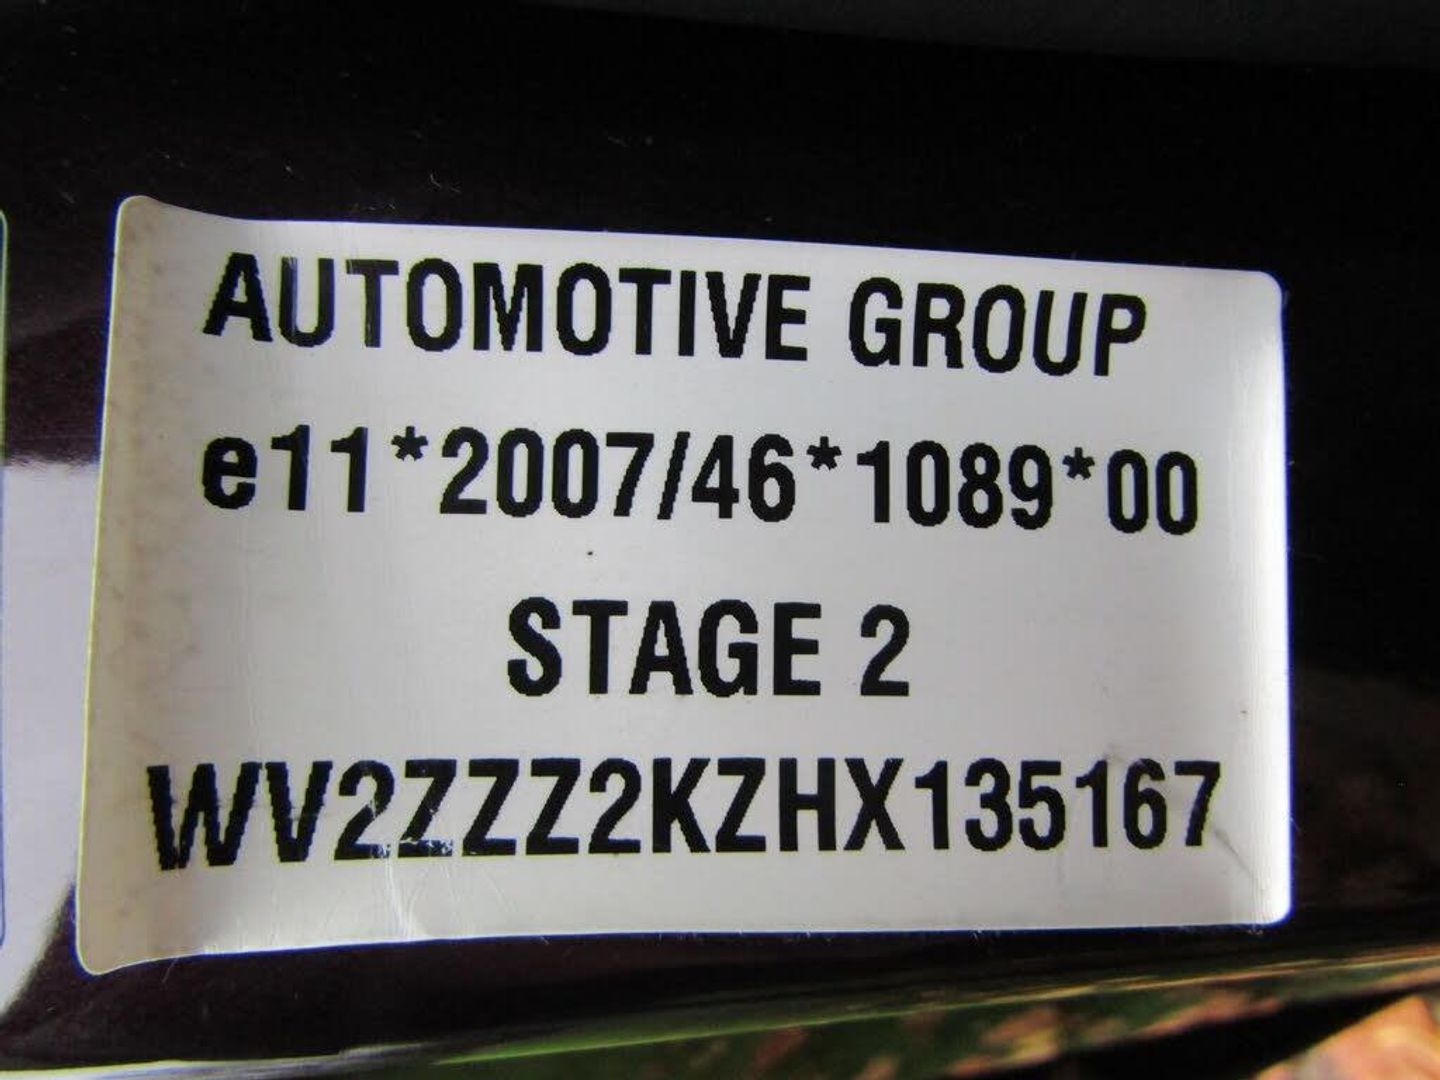 AUTOMOTIVE GROUP
e11*2007/46*1089*00
STAGE 2
WV2ZZZ2KZHX135167